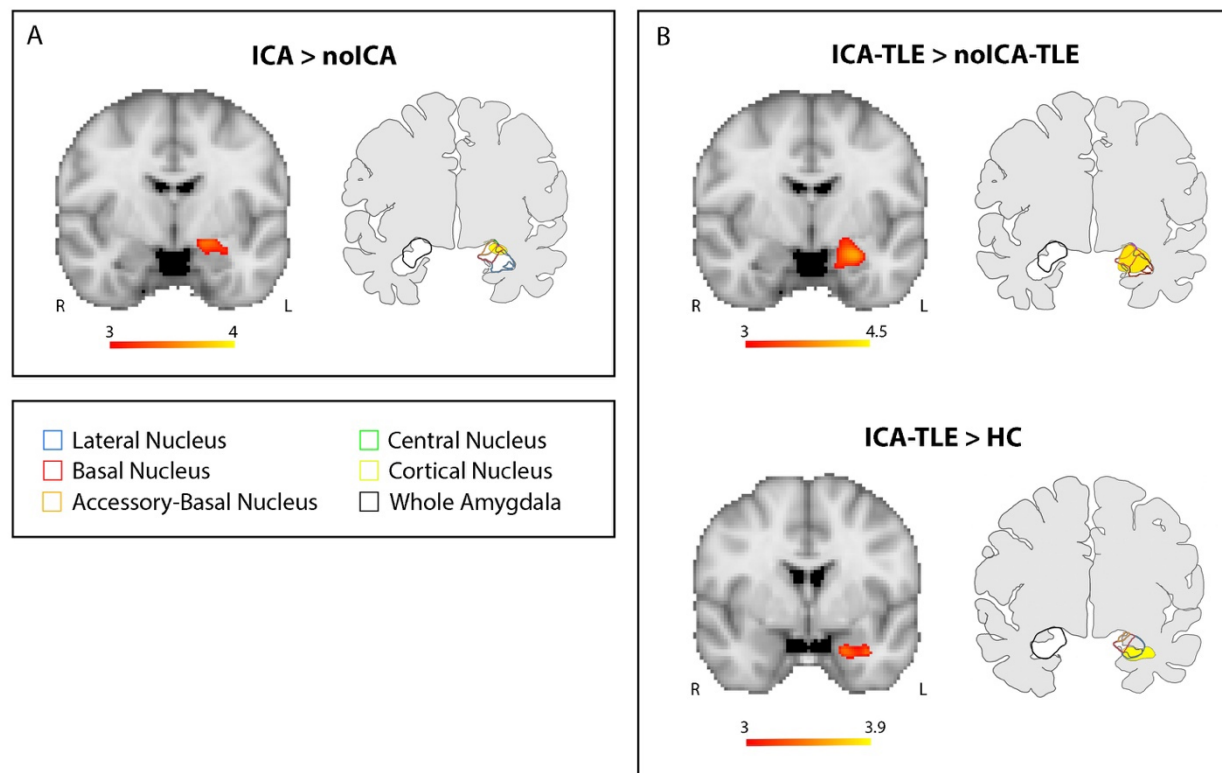 A
ICA > noICA
R
L
3
4
Lateral Nucleus
Basal Nucleus
Accessory-Basal Nucleus
Central Nucleus
Cortical Nucleus
Whole Amygdala
B
ICA-TLE > noICA-TLE
R
L
3
4.5
ICA-TLE > HC
R
L
3
3.9